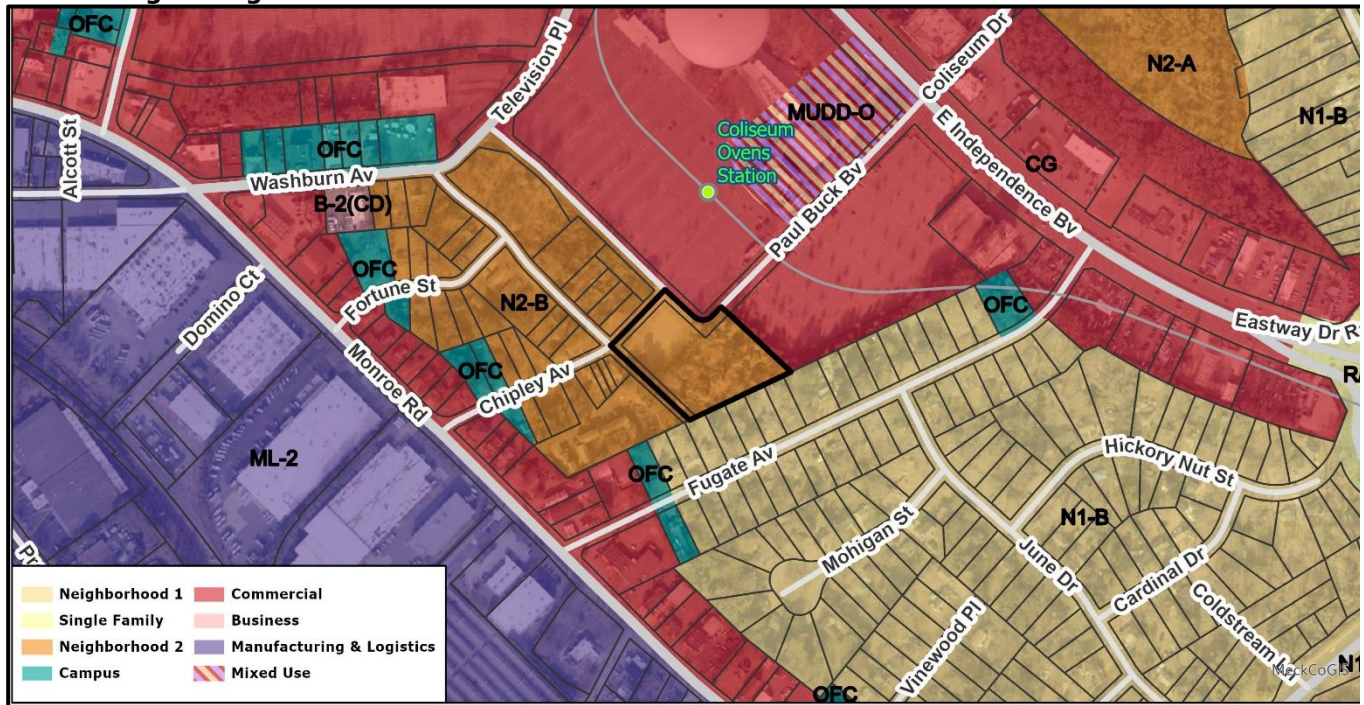 OFC
Television Pl
Coliseum Dr
N2-A
N1-B
MUDD-O
Alcott St
OFC
Coliseum
Ovens
Station
E Independence Bv
CG
Washburn Av
B-2(CD)
Paul Buck Bv
OFC
Fortune St
N2-B
OFC
Domino Ct
Eastway Dr
Monroe Rd
OFC
Chipley Av
ML-2
OFC
Fugate Av
Hickory Nut St
N1-B
Mohigan St
June Dr
Cardinal Dr
Coldstream Ln
Vinewood Pl
OFC
Neighborhood 1
Single Family
Neighborhood 2
Campus
Commercial
Business
Manufacturing & Logistics
Mixed Use
MeckCoGIS